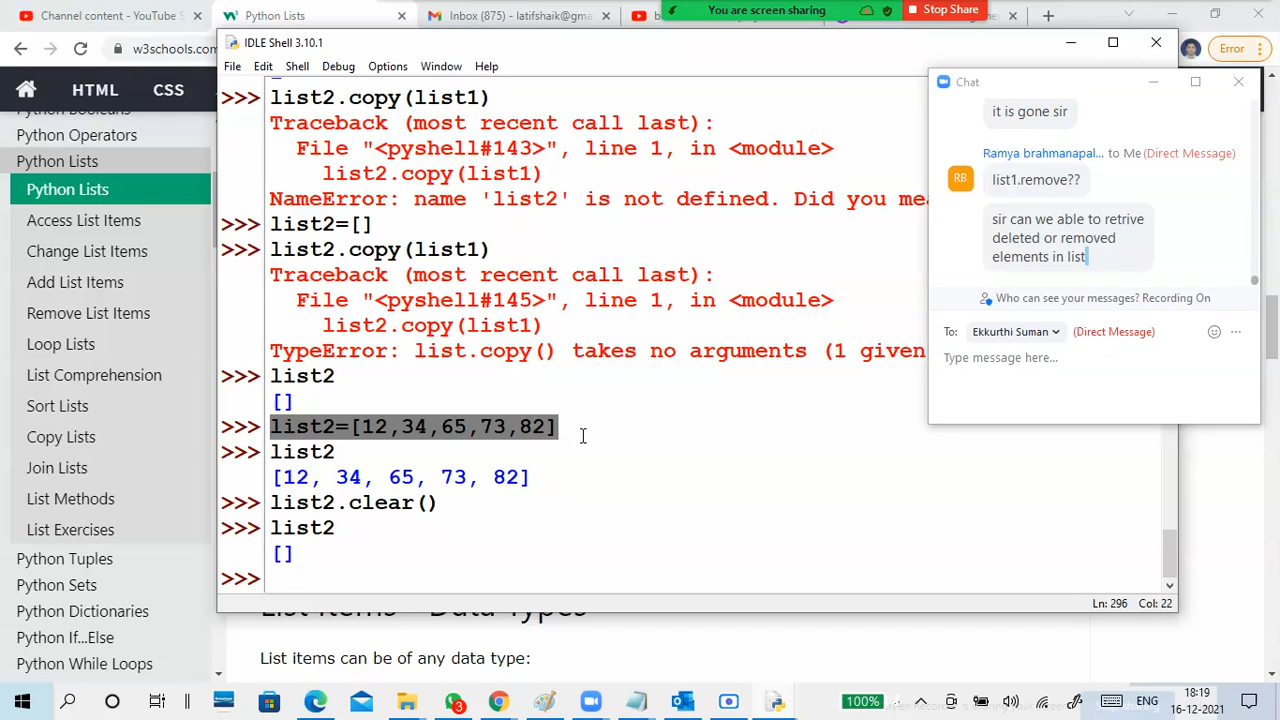 Channel content - YouTube
Python Lists
Inbox (875) - latifshaik@gm
You are screen sharing
Stop Share
w3schools.com
Error
HTML
CSS
Python Operators
Python Lists
Python Lists
Access List Items
Change List Items
Add List Items
Remove List Items
Loop Lists
List Comprehension
Sort Lists
Copy Lists
Join Lists
List Methods
List Exercises
Python Tuples
Python Sets
Python Dictionaries
Python If...Else
Python While Loops
IDLE Shell 3.10.1
File Edit Shell Debug Options Window Help
>>> list2.copy(list1)
Traceback (most recent call last):
File "<pyshell#143>", line 1, in <module>
list2.copy(list1)
NameError: name 'list2' is not defined. Did you mea
>>> list2=[]
>>> list2.copy(list1)
Traceback (most recent call last):
File "<pyshell#145>", line 1, in <module>
list2.copy(list1)
TypeError: list.copy() takes no arguments (1 given
>>> list2
[]
>>> list2=[12,34,65,73,82]
>>> list2
[12, 34, 65, 73, 82]
>>> list2.clear()
>>> list2
[]
>>>
Ln: 296 Col: 22
List items can be of any data type:
Chat
it is gone sir
Ramya brahmanapal... to Me (Direct Message)
RB
list1.remove??
sir can we able to retrive
deleted or removed
elements in list
Who can see your messages? Recording On
To: Ekkurthi Suman (Direct Message)
Type message here...
3
100%
ENG
18:19
16-12-2021